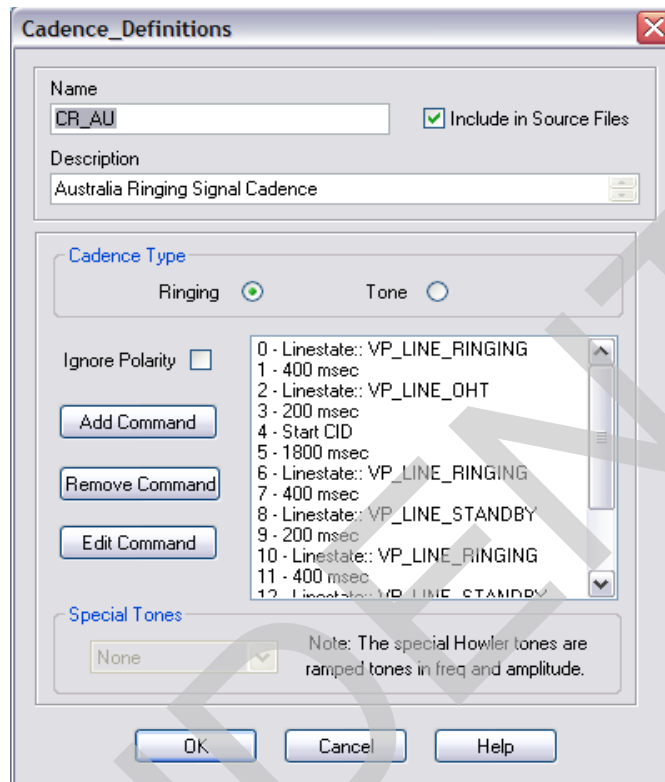 Cadence_Definitions
Name
CR_AU
Include in Source Files
Description
Australia Ringing Signal Cadence
Cadence Type
Ringing
Tone
Ignore Polarity
Add Command
Remove Command
Edit Command
0 - Linestate:: VP_LINE_RINGING
1 - 400 msec
2 - Linestate:: VP_LINE_OHT
3 - 200 msec
4 - Start CID
5 - 1800 msec
6 - Linestate:: VP_LINE_RINGING
7 - 400 msec
8 - Linestate:: VP_LINE_STANDBY
9 - 200 msec
10 - Linestate:: VP_LINE_RINGING
11 - 400 msec
12 - Linestate:: VP_LINE_STANDBY
Special Tones
None
Note: The special Howler tones are
ramped tones in freq and amplitude.
OK
Cancel
Help